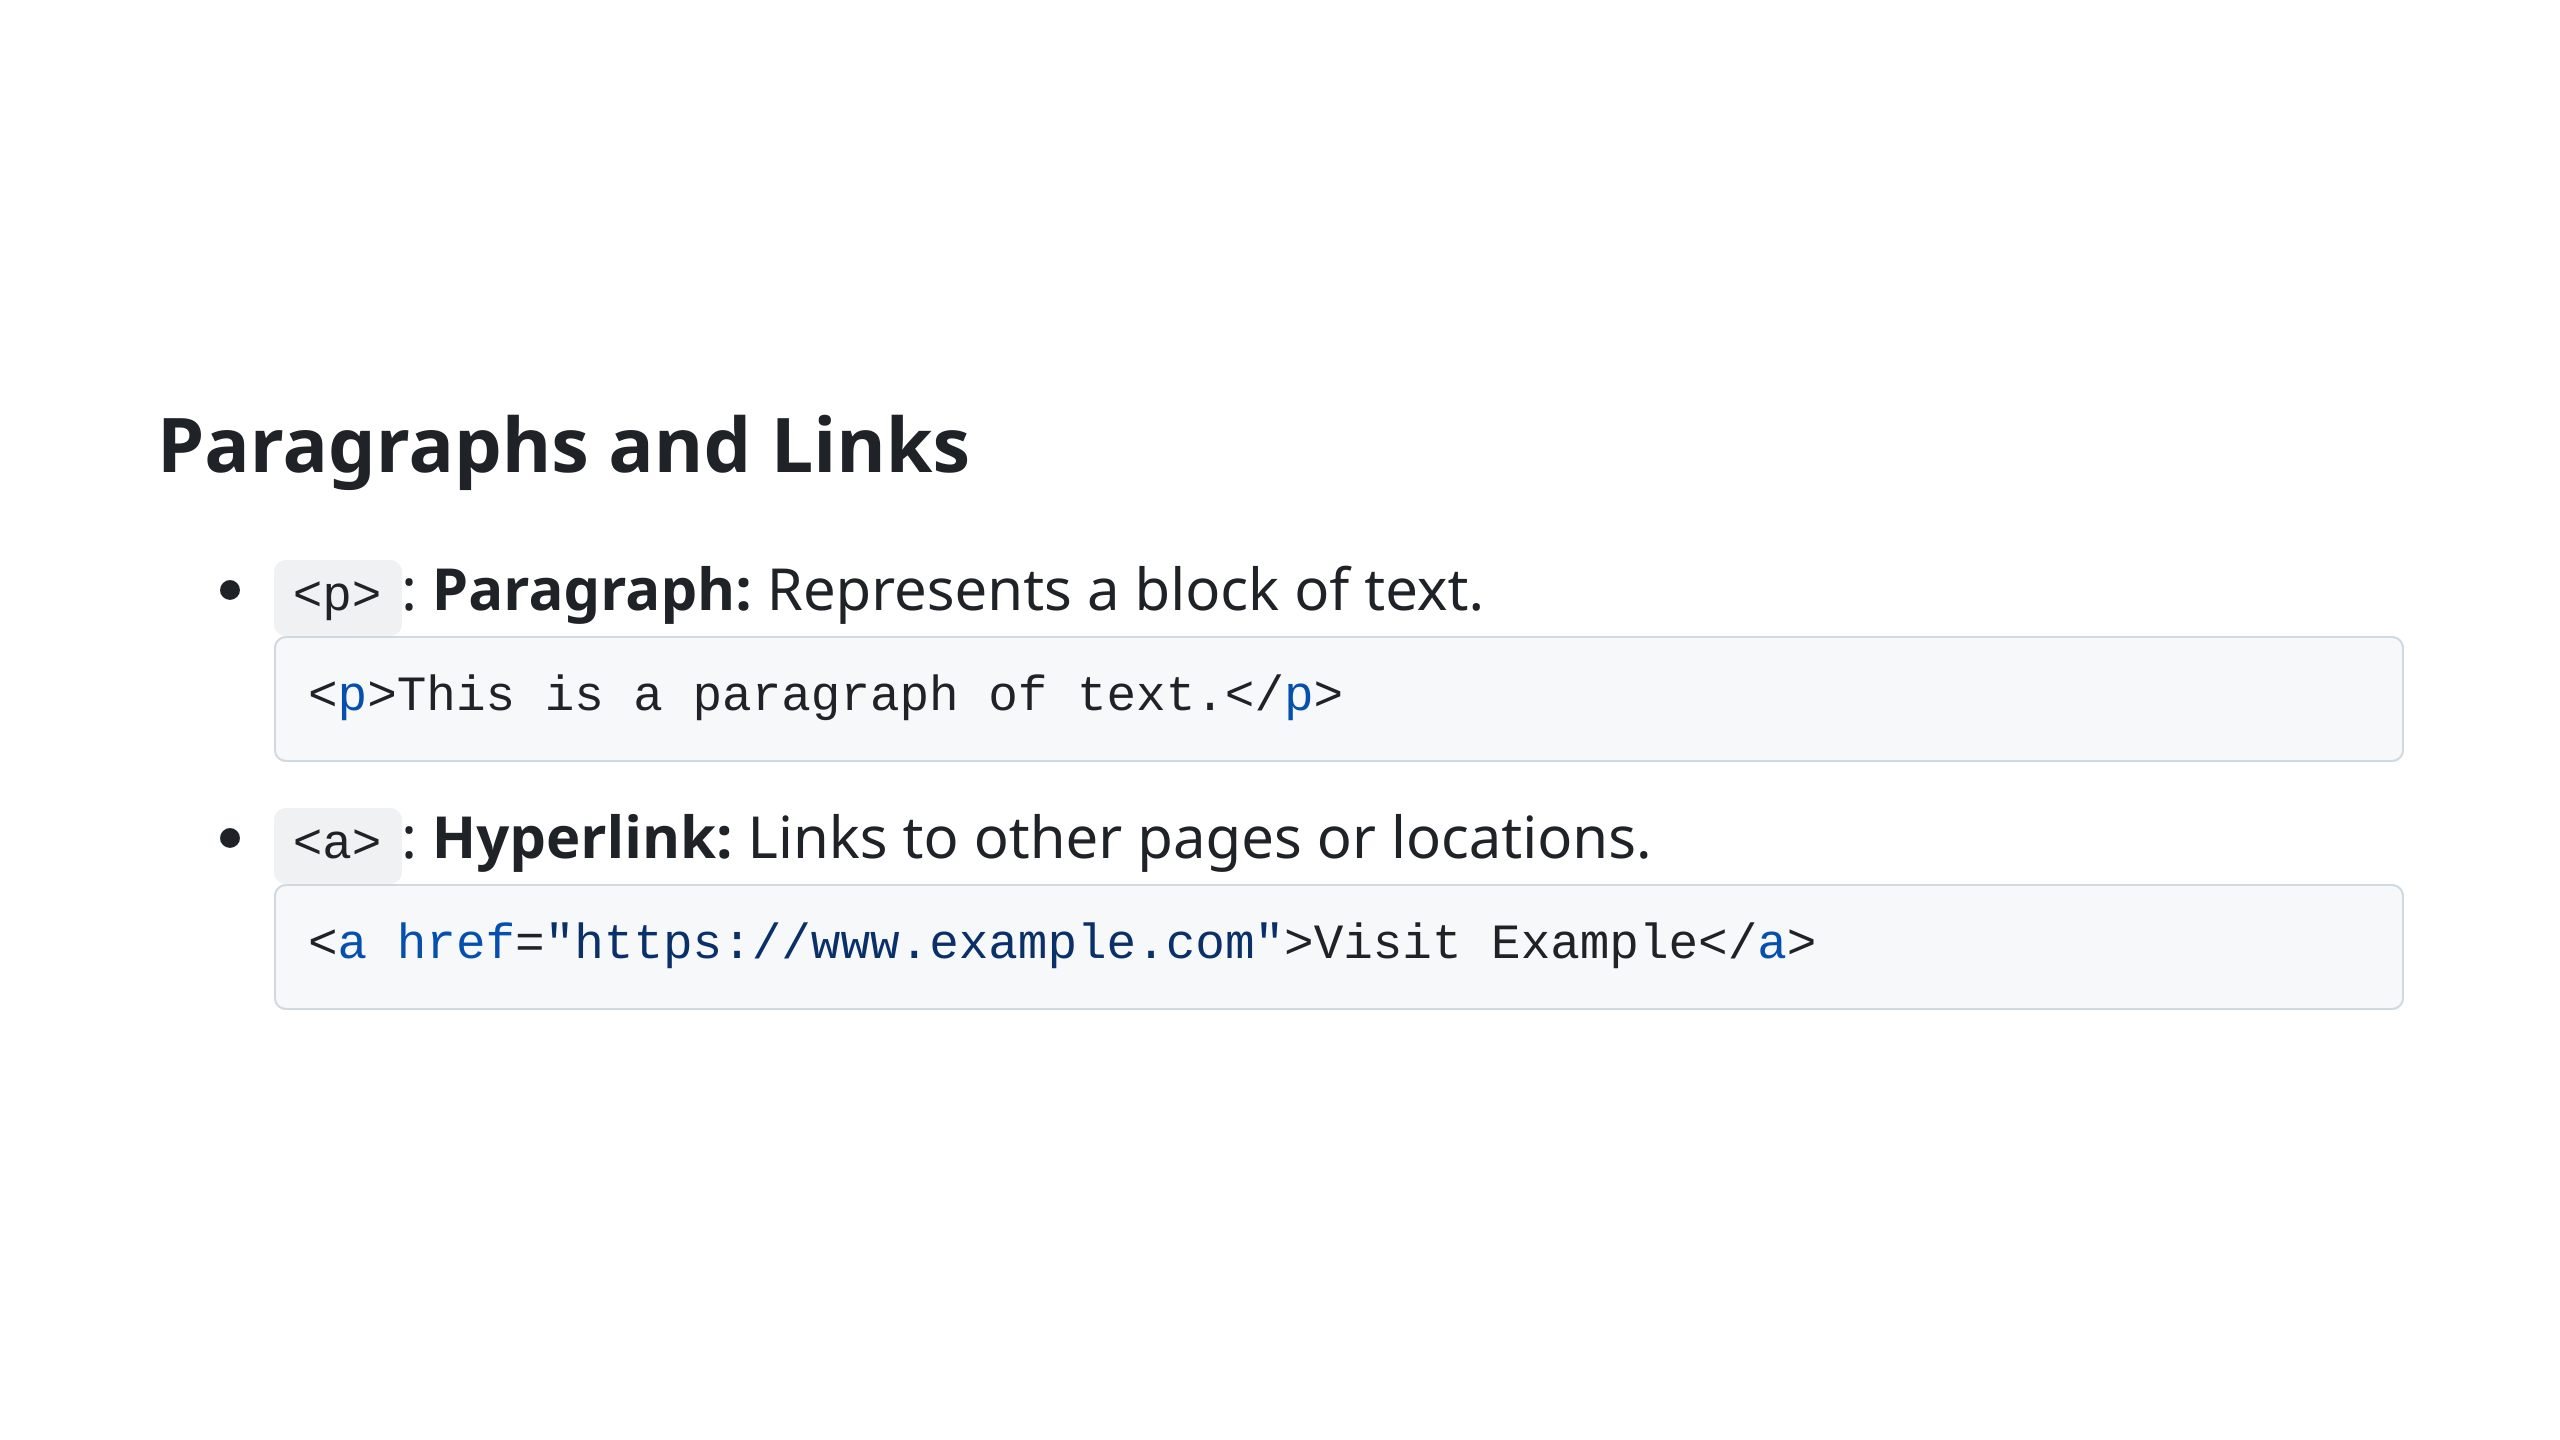 Paragraphs and Links
<p>: Paragraph: Represents a block of text.
<p>This is a paragraph of text.</p>
<a>: Hyperlink: Links to other pages or locations.
<a href="https://www.example.com">Visit Example</a>